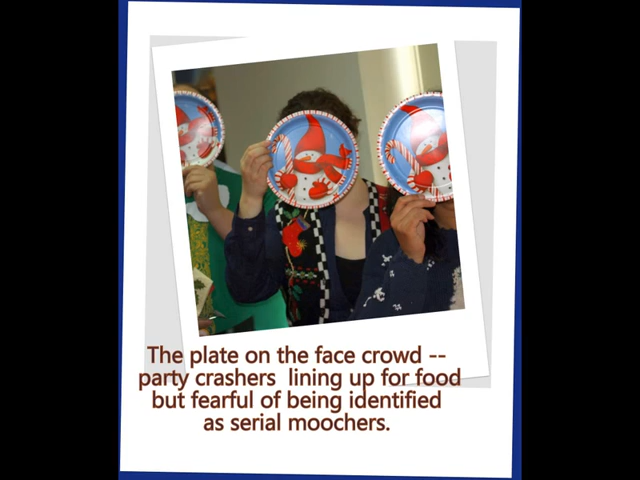 The plate on the face crowd --
party crashers  lining up for food
but fearful of being identified
as serial moochers.